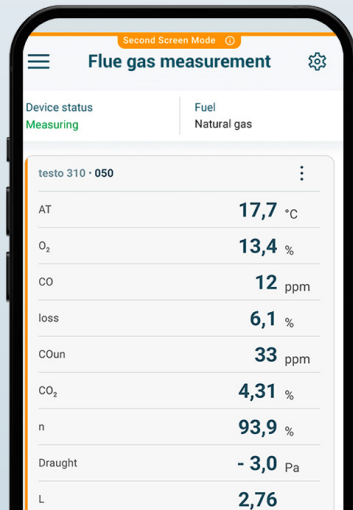 Second Screen Mode
Flue gas measurement
Device status
Fuel
Measuring
Natural gas
testo 310 · 050
AT 17,7 °C
O₂ 13,4 %
CO 12 ppm
loss 6,1 %
COun 33 ppm
CO₂ 4,31 %
n 93,9 %
Draught - 3,0 Pa
L 2,76